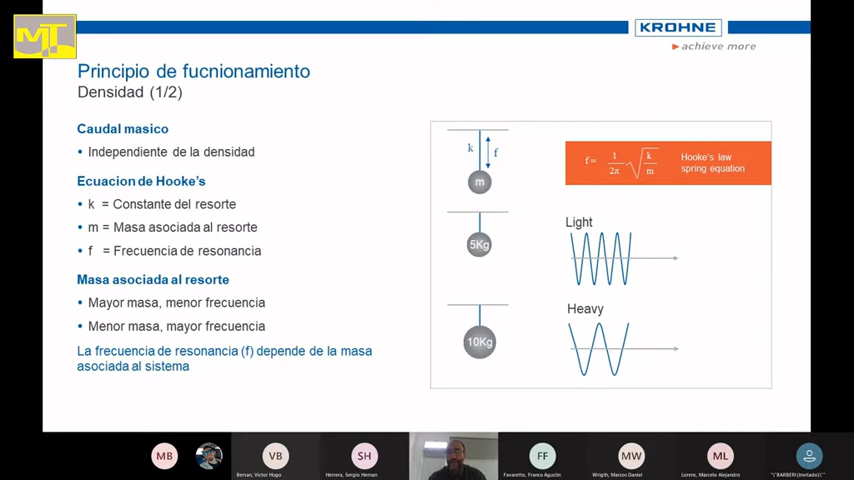 MT
KROHNE
achieve more
Principio de fucnionamiento
Densidad (1/2)
Caudal masico
• Independiente de la densidad
Ecuacion de Hooke's
• k = Constante del resorte
• m = Masa asociada al resorte
• f = Frecuencia de resonancia
Masa asociada al resorte
• Mayor masa, menor frecuencia
• Menor masa, mayor frecuencia
La frecuencia de resonancia (f) depende de la masa
asociada al sistema
k
f
m
f = 1/2π √k/m
Hooke's law
spring equation
5Kg
Light
10Kg
Heavy
MB
VB
SH
FF
MW
ML
Bersan, Victor Hugo
Herrera, Sergio Hernan
Favaretto, Franco Agustin
Wrigth, Marcos Daniel
Lorenc, Marcelo Alejandro
"\"BARBERI (Invitado)\""